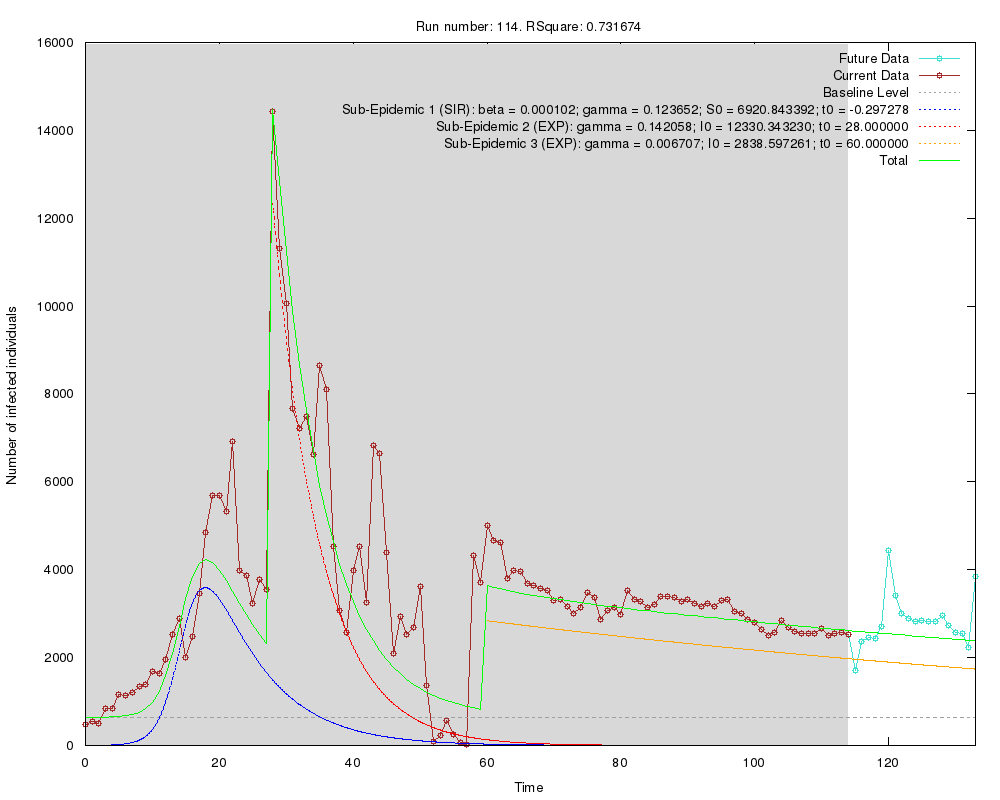 Run number: 114. RSquare: 0.731674
16000
14000
12000
10000
8000
6000
4000
2000
0
Number of infected individuals
Future Data
Current Data
Baseline Level
Sub-Epidemic 1 (SIR): beta = 0.000102; gamma = 0.123652; S0 = 6920.843392; t0 = -0.297278
Sub-Epidemic 2 (EXP): gamma = 0.142058; I0 = 12330.343230; t0 = 28.000000
Sub-Epidemic 3 (EXP): gamma = 0.006707; I0 = 2838.597261; t0 = 60.000000
Total
0 20 40 60 80 100 120
Time